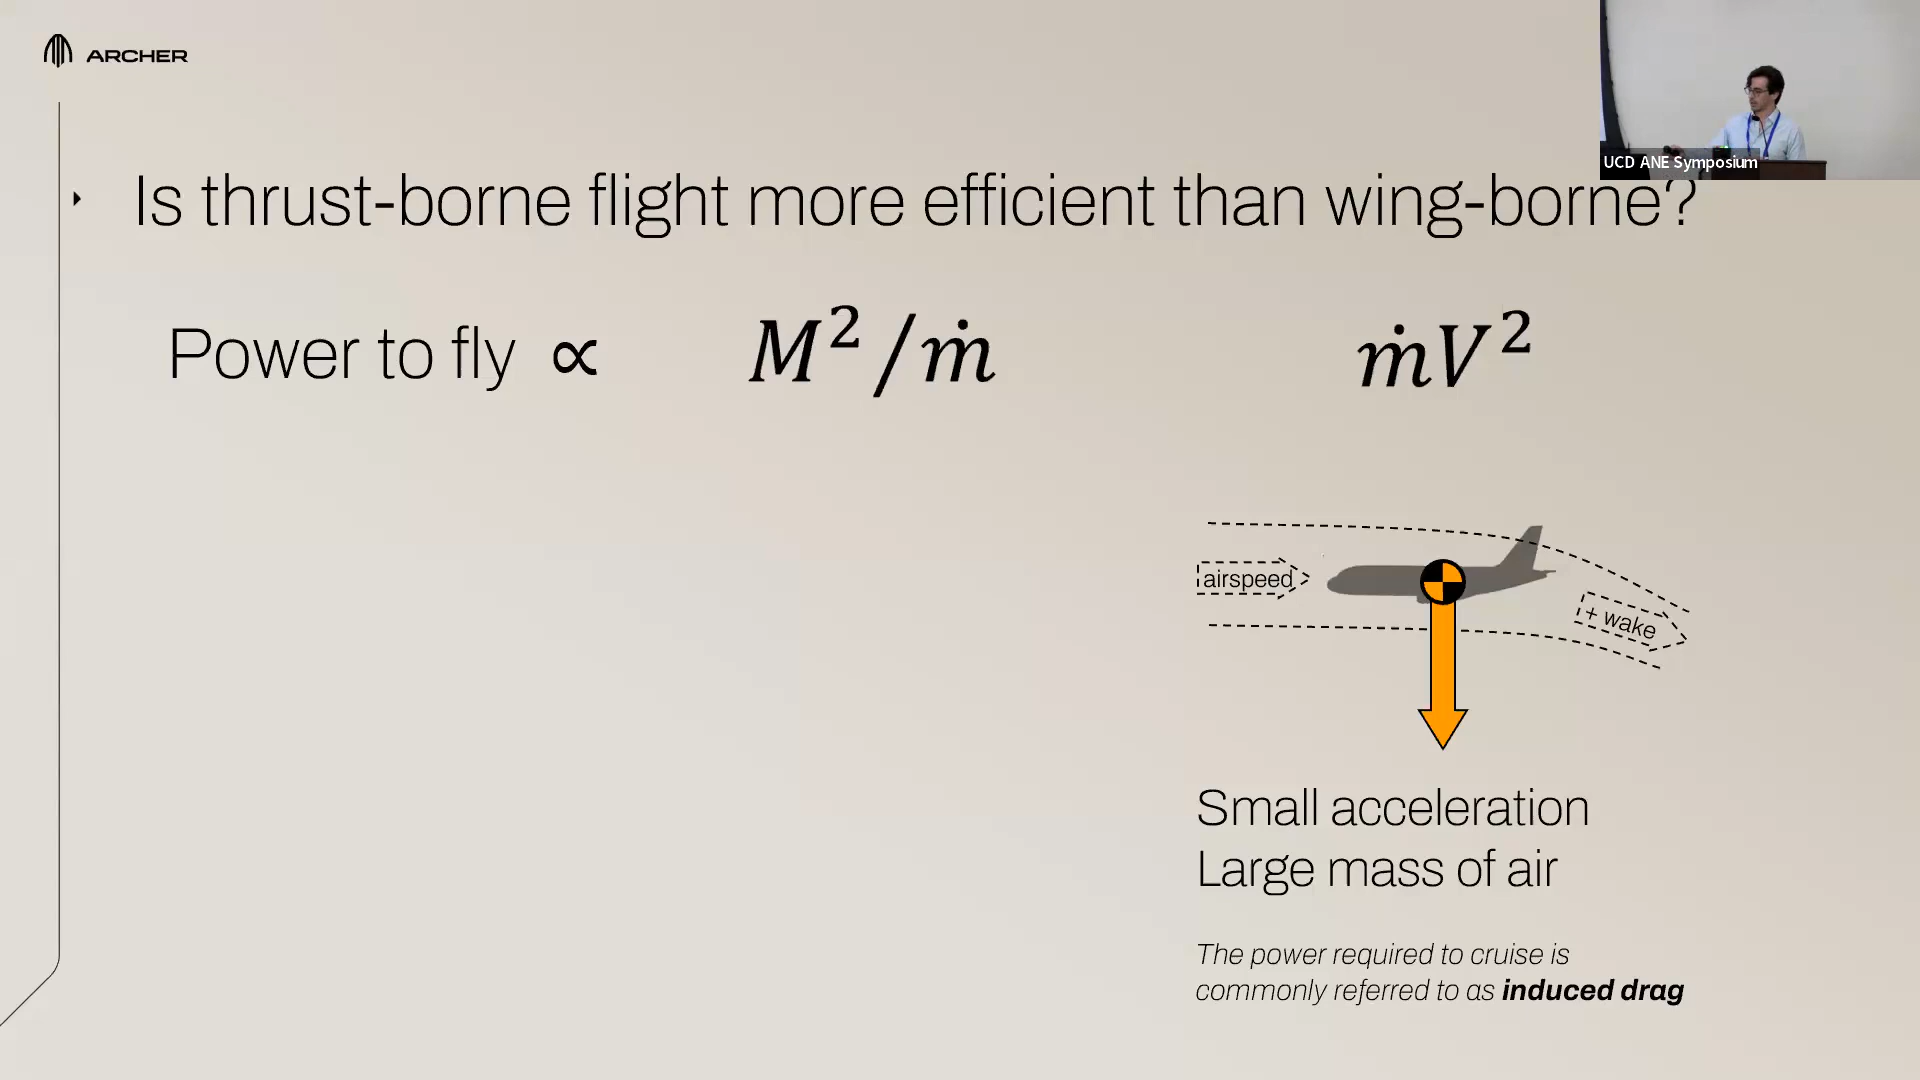 ARCHER
UCD ANE Symposium
Is thrust-borne flight more efficient than wing-borne?
Power to fly ∝ M²/ṁ ṁV²
airspeed
+ wake
Small acceleration
Large mass of air
The power required to cruise is
commonly referred to as induced drag